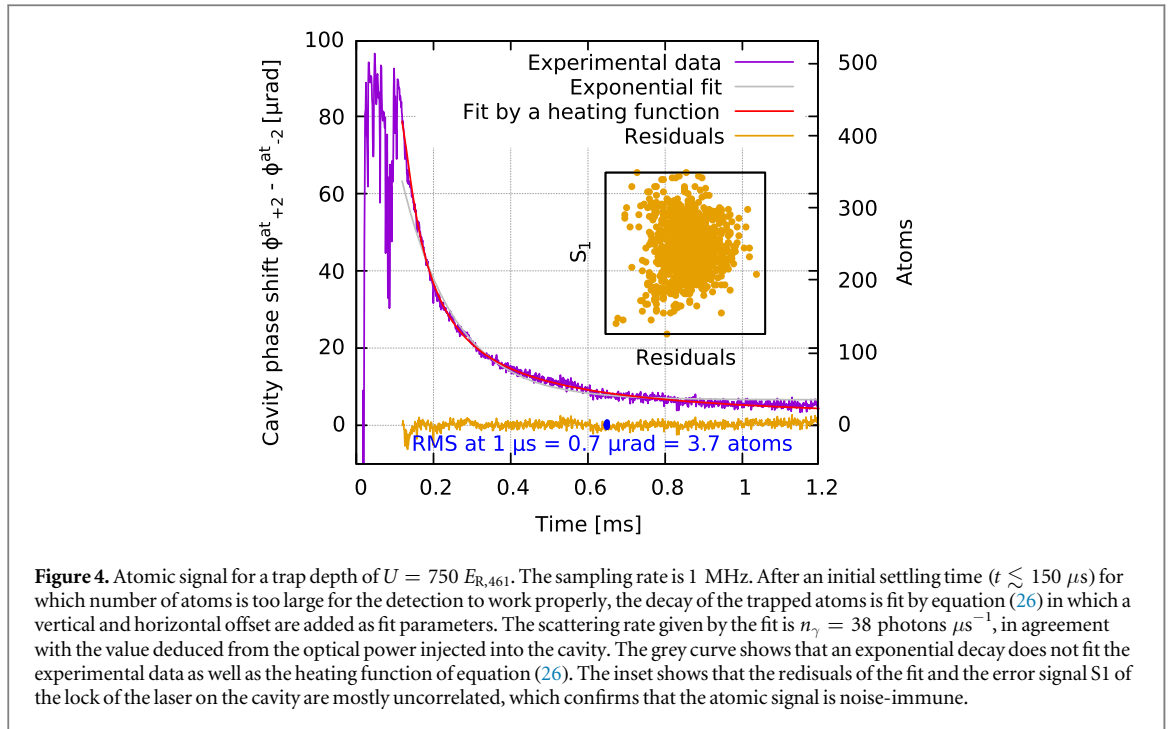 100
80
60
40
20
0
Cavity phase shift ϕ^at_+2 - ϕ^at_-2 [μrad]
Experimental data
Exponential fit
Fit by a heating function
Residuals
S1
Residuals
500
400
300
200
100
0
Atoms
RMS at 1 μs = 0.7 μrad = 3.7 atoms
0 0.2 0.4 0.6 0.8 1 1.2
Time [ms]
Figure 4. Atomic signal for a trap depth of U = 750 E_R,461. The sampling rate is 1 MHz. After an initial settling time (t ≲ 150 μs) for
which number of atoms is too large for the detection to work properly, the decay of the trapped atoms is fit by equation (26) in which a
vertical and horizontal offset are added as fit parameters. The scattering rate given by the fit is n_γ = 38 photons μs⁻¹, in agreement
with the value deduced from the optical power injected into the cavity. The grey curve shows that an exponential decay does not fit the
experimental data as well as the heating function of equation (26). The inset shows that the redisuals of the fit and the error signal S1 of
the lock of the laser on the cavity are mostly uncorrelated, which confirms that the atomic signal is noise-immune.